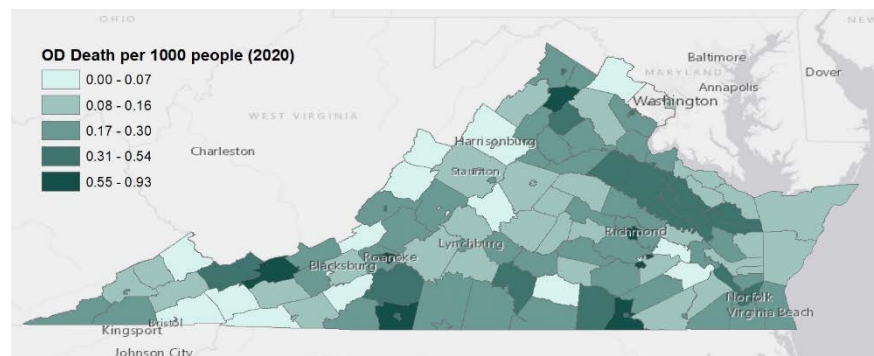 OHIO
NEW
OD Death per 1000 people (2020)
0.00 - 0.07
0.08 - 0.16
0.17 - 0.30
0.31 - 0.54
0.55 - 0.93
Baltimore
MARYLAND
Dover
Annapolis
Washington
WEST VIRGINIA
Harrisonburg
Charleston
Staunton
Richmond
Lynchburg
Roanoke
Blacksburg
Norfolk
Virginia Beach
Bristol
Kingsport
Johnson City